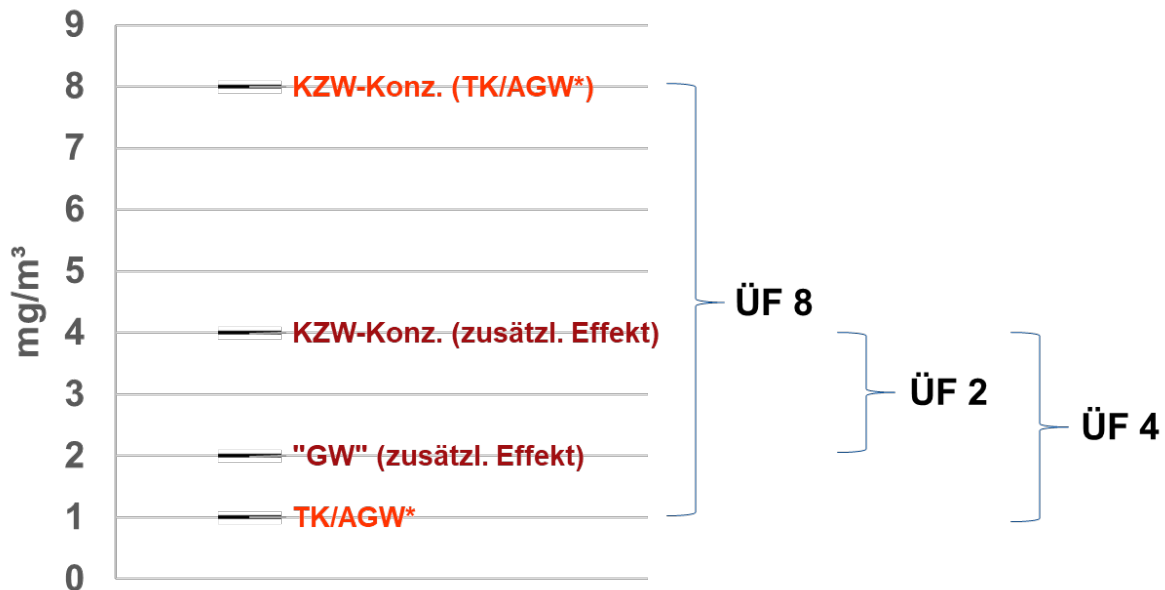 mg/m³
9
8
7
6
5
4
3
2
1
0
KZW-Konz. (TK/AGW*)
KZW-Konz. (zusätzl. Effekt)
"GW" (zusätzl. Effekt)
TK/AGW*
ÜF 8
ÜF 2
ÜF 4